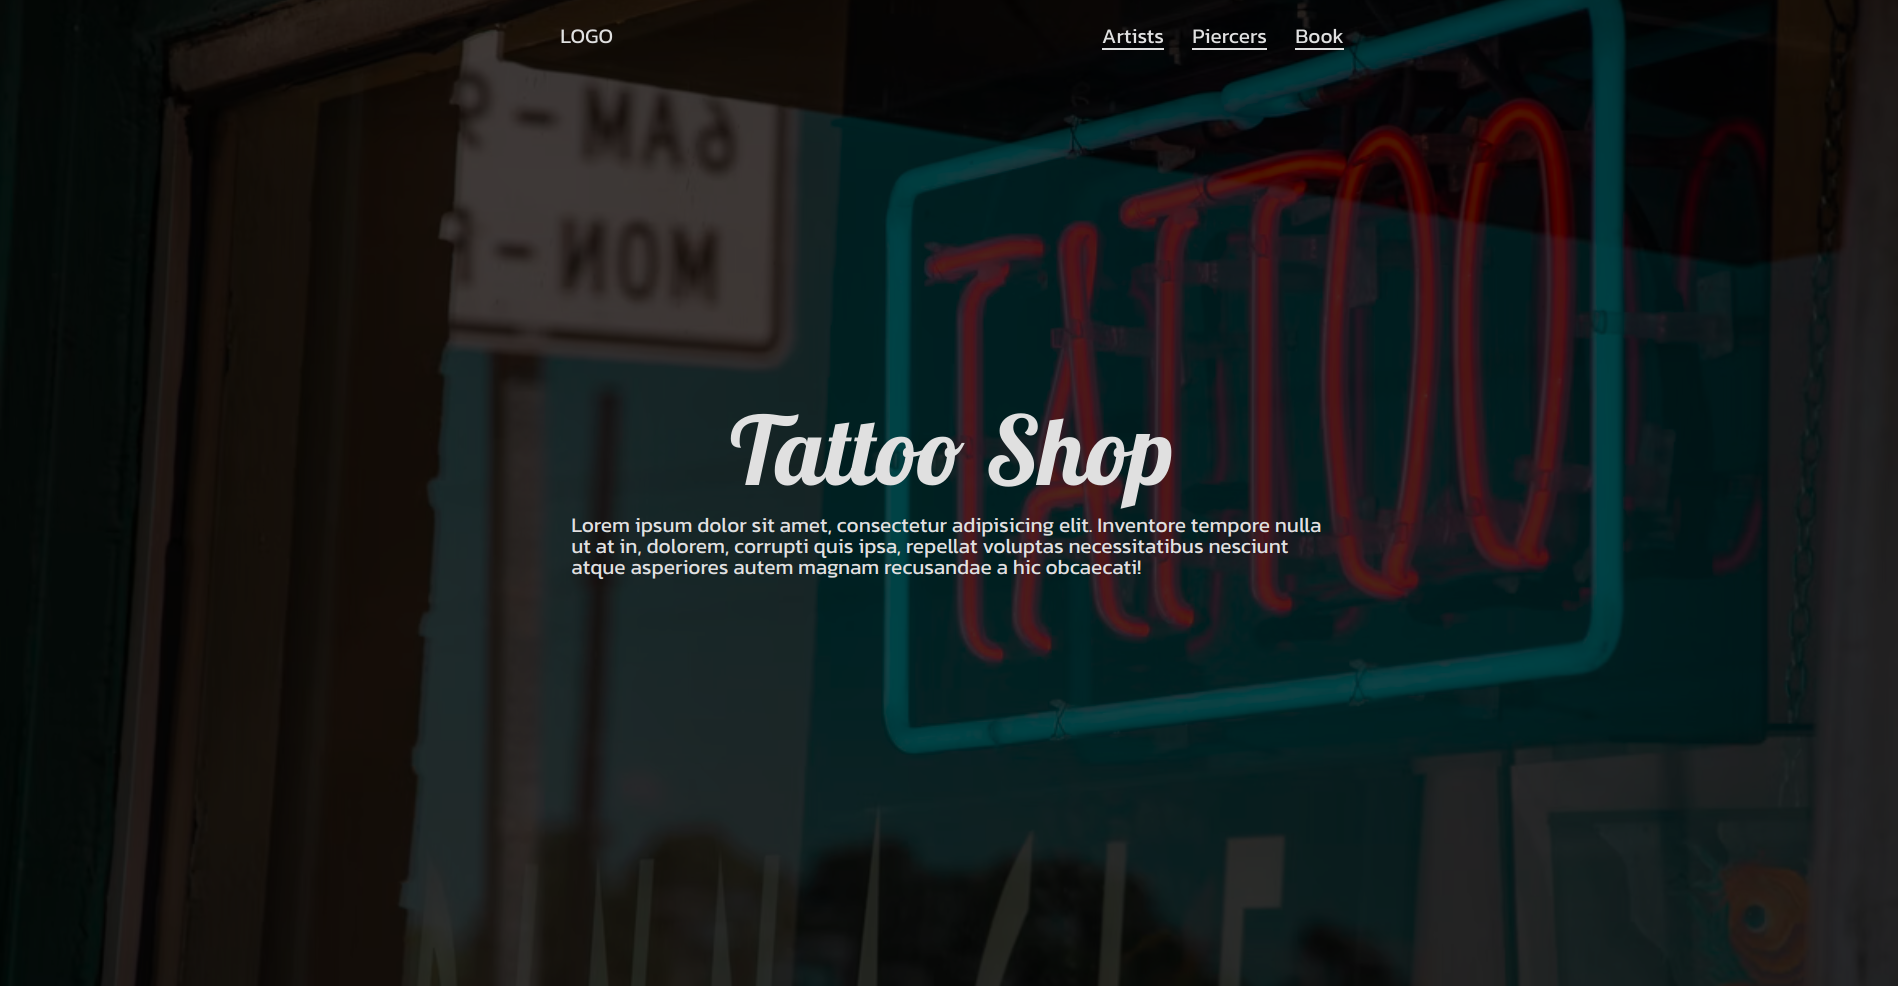 LOGO
Artists Piercers Book
6AM - 9
MON - F
TATTOO
Tattoo Shop
Lorem ipsum dolor sit amet, consectetur adipisicing elit. Inventore tempore nulla
ut at in, dolorem, corrupti quis ipsa, repellat voluptas necessitatibus nesciunt
atque asperiores autem magnam recusandae a hic obcaecati!